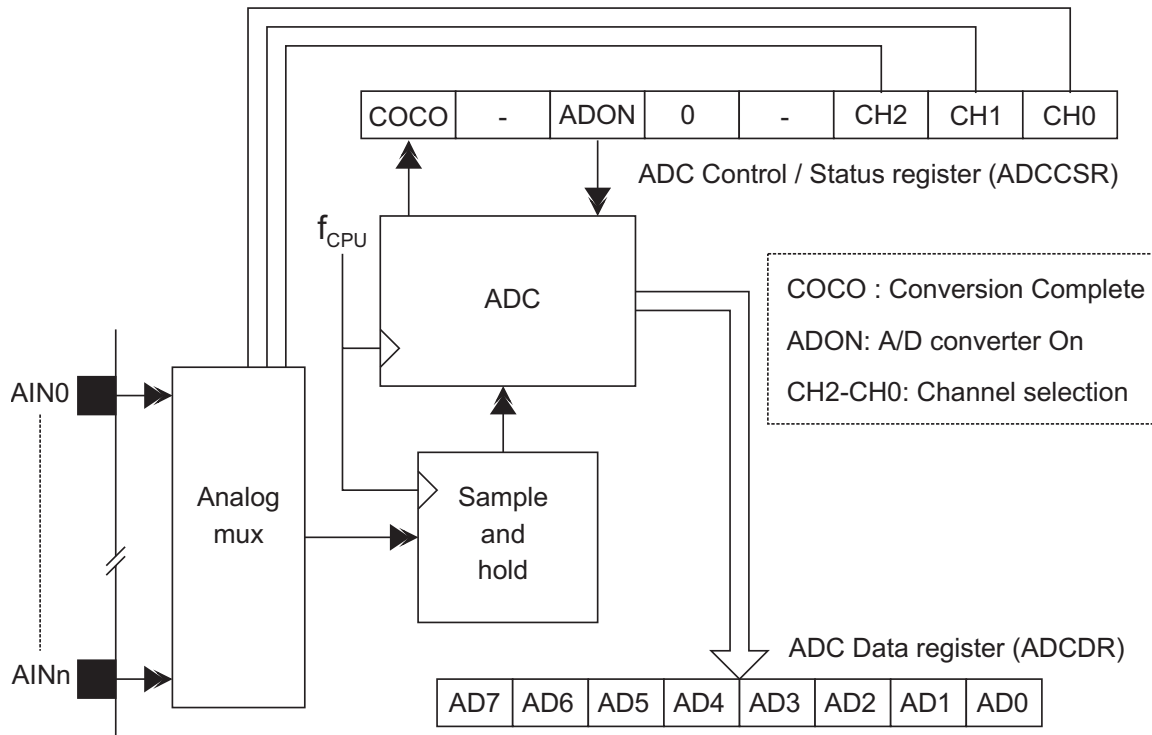 COCO - ADON 0 - CH2 CH1 CH0
ADC Control / Status register (ADCCSR)
fCPU
ADC
COCO : Conversion Complete
ADON: A/D converter On
CH2-CH0: Channel selection
AIN0
Analog
mux
Sample
and
hold
AINn
ADC Data register (ADCDR)
AD7 AD6 AD5 AD4 AD3 AD2 AD1 AD0